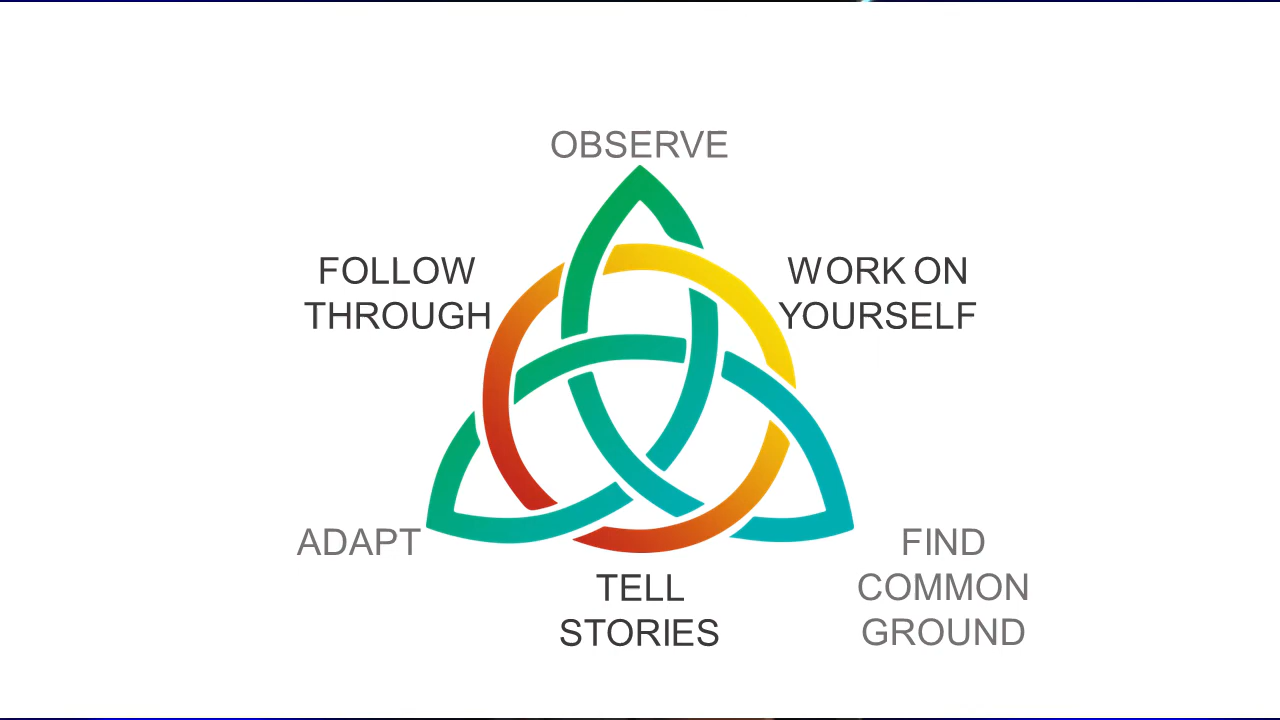 OBSERVE
FOLLOW
THROUGH
WORK ON
YOURSELF
ADAPT
FIND
COMMON
GROUND
TELL
STORIES